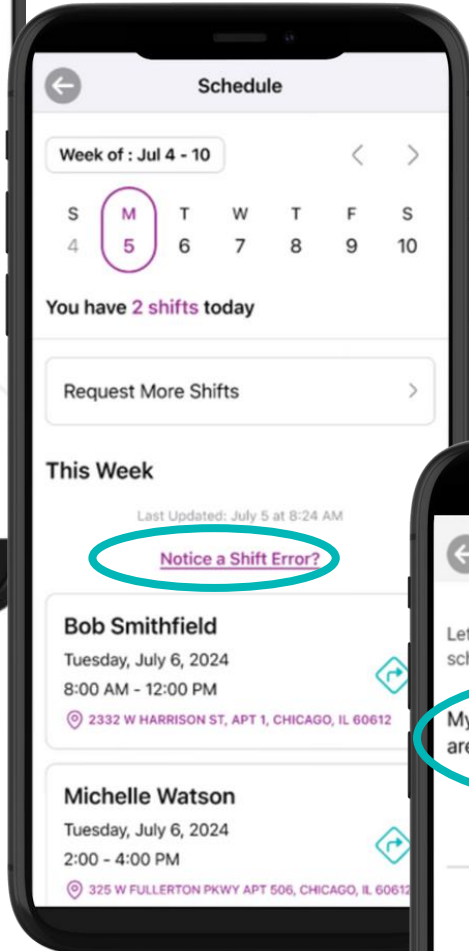 Schedule
Week of : Jul 4 - 10
S M T W T F S
4 5 6 7 8 9 10
You have 2 shifts today
Request More Shifts
This Week
Last Updated: July 5 at 8:24 AM
Notice a Shift Error?
Bob Smithfield
Tuesday, July 6, 2024
8:00 AM - 12:00 PM
2332 W HARRISON ST, APT 1, CHICAGO, IL 60612
Michelle Watson
Tuesday, July 6, 2024
2:00 - 4:00 PM
325 W FULLERTON PKWY APT 506, CHICAGO, IL 60612
My
are